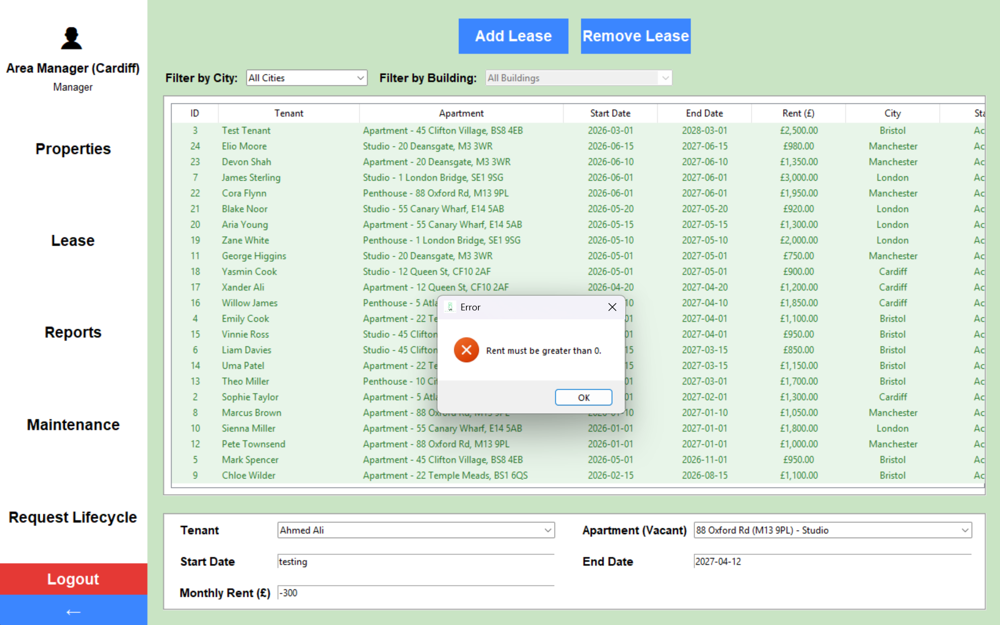 Add Lease Remove Lease
Area Manager (Cardiff)
Manager
Filter by City: All Cities Filter by Building: All Buildings
Properties
Lease
Reports
Maintenance
Request Lifecycle
Logout
←
ID Tenant Apartment Start Date End Date Rent (£) City
3 Test Tenant Apartment - 45 Clifton Village, BS8 4EB 2026-03-01 2028-03-01 £2,500.00 Bristol Ac
24 Elio Moore Studio - 20 Deansgate, M3 3WR 2026-06-15 2027-06-15 £980.00 Manchester Ac
23 Devon Shah Apartment - 20 Deansgate, M3 3WR 2026-06-10 2027-06-10 £1,350.00 Manchester Ac
7 James Sterling Studio - 1 London Bridge, SE1 9SG 2026-06-01 2027-06-01 £3,000.00 London Ac
22 Cora Flynn Penthouse - 88 Oxford Rd, M13 9PL 2026-06-01 2027-06-01 £1,950.00 Manchester Ac
21 Blake Noor Studio - 55 Canary Wharf, E14 5AB 2026-05-20 2027-05-20 £920.00 London Ac
20 Aria Young Apartment - 55 Canary Wharf, E14 5AB 2026-05-15 2027-05-15 £1,300.00 London Ac
19 Zane White Penthouse - 1 London Bridge, SE1 9SG 2026-05-10 2027-05-10 £2,000.00 London Ac
11 George Higgins Studio - 20 Deansgate, M3 3WR 2026-05-01 2027-05-01 £750.00 Manchester Ac
18 Yasmin Cook Studio - 12 Queen St, CF10 2AF 2026-05-01 2027-05-01 £900.00 Cardiff Ac
17 Xander Ali Apartment - 12 Queen St, CF10 2AF 2026-04-20 2027-04-20 £1,200.00 Cardiff Ac
16 Willow James Penthouse - 5 Atla 10 2027-04-10 £1,850.00 Cardiff Ac
4 Emily Cook Apartment - 22 Te 01 2027-04-01 £1,100.00 Bristol Ac
15 Vinnie Ross Studio - 45 Clifton 01 2027-04-01 £950.00 Bristol Ac
6 Liam Davies Studio - 45 Clifton 15 2027-03-15 £850.00 Bristol Ac
14 Uma Patel Apartment - 22 Te 15 2027-03-15 £1,150.00 Bristol Ac
13 Theo Miller Penthouse - 10 Ci 01 2027-03-01 £1,700.00 Bristol Ac
2 Sophie Taylor Apartment - 5 Atla 01 2027-02-01 £1,300.00 Cardiff Ac
8 Marcus Brown Apartment - 88 Oxford Rd, M13 9PL 2026-01-10 2027-01-10 £1,050.00 Manchester Ac
10 Sienna Miller Apartment - 55 Canary Wharf, E14 5AB 2026-01-01 2027-01-01 £1,800.00 London Ac
12 Pete Townsend Apartment - 88 Oxford Rd, M13 9PL 2026-01-01 2027-01-01 £1,000.00 Manchester Ac
5 Mark Spencer Apartment - 45 Clifton Village, BS8 4EB 2026-05-01 2026-11-01 £950.00 Bristol Ac
9 Chloe Wilder Apartment - 22 Temple Meads, BS1 6QS 2026-02-15 2026-08-15 £1,100.00 Bristol Ac
Error
Rent must be greater than 0.
OK
Tenant Ahmed Ali Apartment (Vacant) 88 Oxford Rd (M13 9PL) - Studio
Start Date testing End Date 2027-04-12
Monthly Rent (£) -300